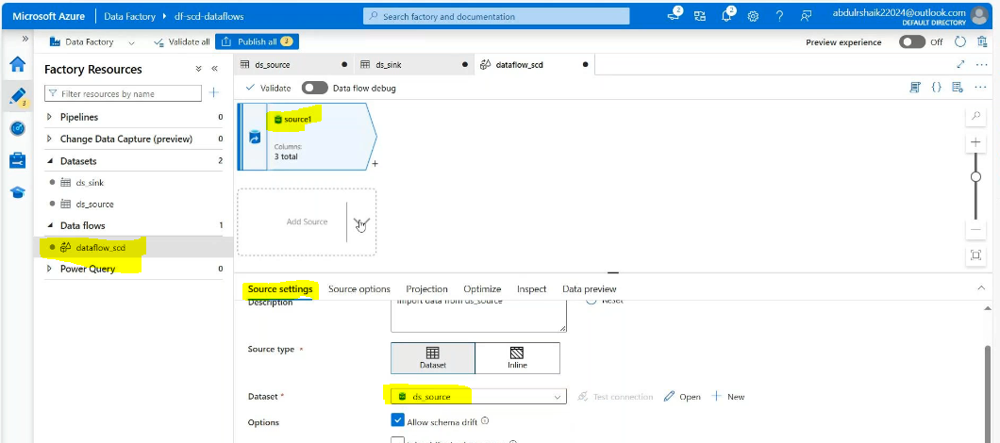 Microsoft Azure | Data Factory ▸ df-scd-dataflows
Search factory and documentation
2
2
abdulrshaik22024@outlook.com
DEFAULT DIRECTORY
»
Data Factory
Validate all
Publish all 3
Preview experience
Off
Factory Resources
Filter resources by name
Pipelines 0
Change Data Capture (preview) 0
Datasets 2
ds_sink
ds_source
Data flows 1
dataflow_scd
Power Query 0
3
ds_source
ds_sink
dataflow_scd
Validate
Data flow debug
source1
Columns:
3 total
+
Add Source
Source settings
Source options
Projection
Optimize
Inspect
Data preview
Description
Import data from ds_source
Reset
Source type *
Dataset
Inline
Dataset *
ds_source
Test connection
Open
New
Options
Allow schema drift